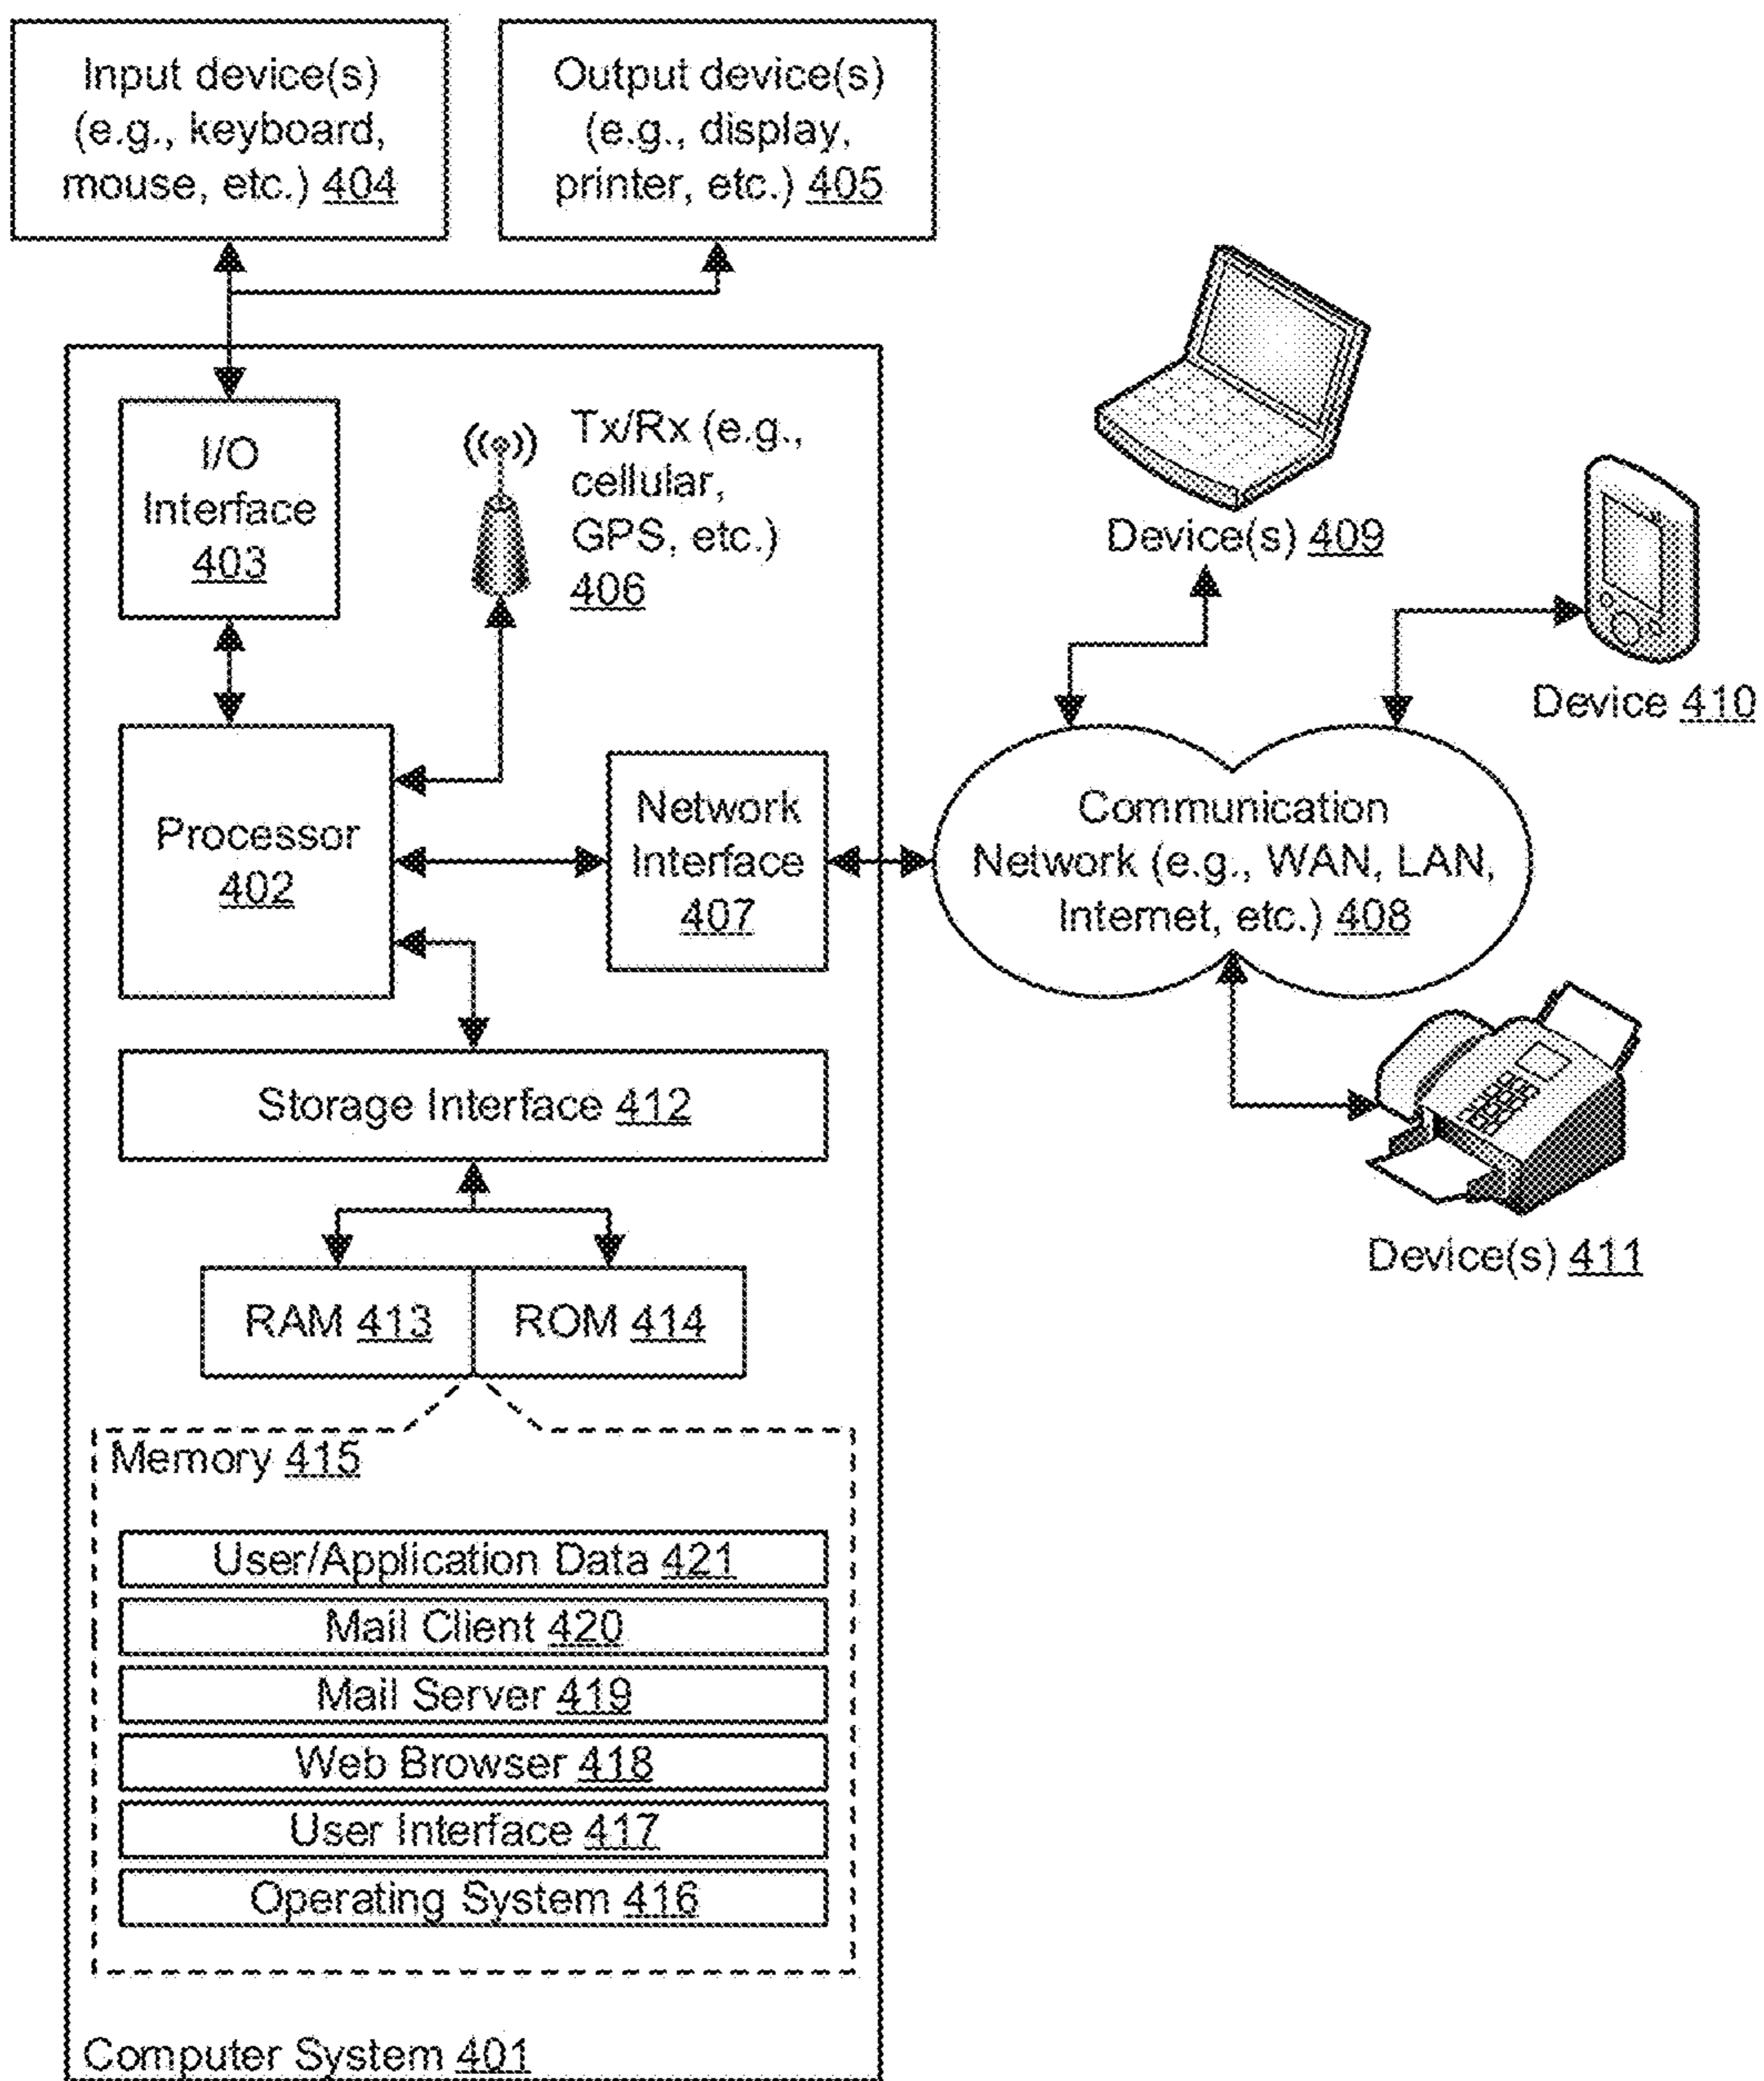 Input device(s)
(e.g., keyboard,
mouse, etc.) 404
Output device(s)
(e.g., display,
printer, etc.) 405
I/O
Interface
403
Tx/Rx (e.g.,
cellular,
GPS, etc.)
406
Device(s) 409
Device 410
Processor
402
Network
Interface
407
Communication
Network (e.g., WAN, LAN,
Internet, etc.) 408
Storage Interface 412
Device(s) 411
RAM 413
ROM 414
Memory 415
User/Application Data 421
Mail Client 420
Mail Server 419
Web Browser 418
User Interface 417
Operating System 416
Computer System 401